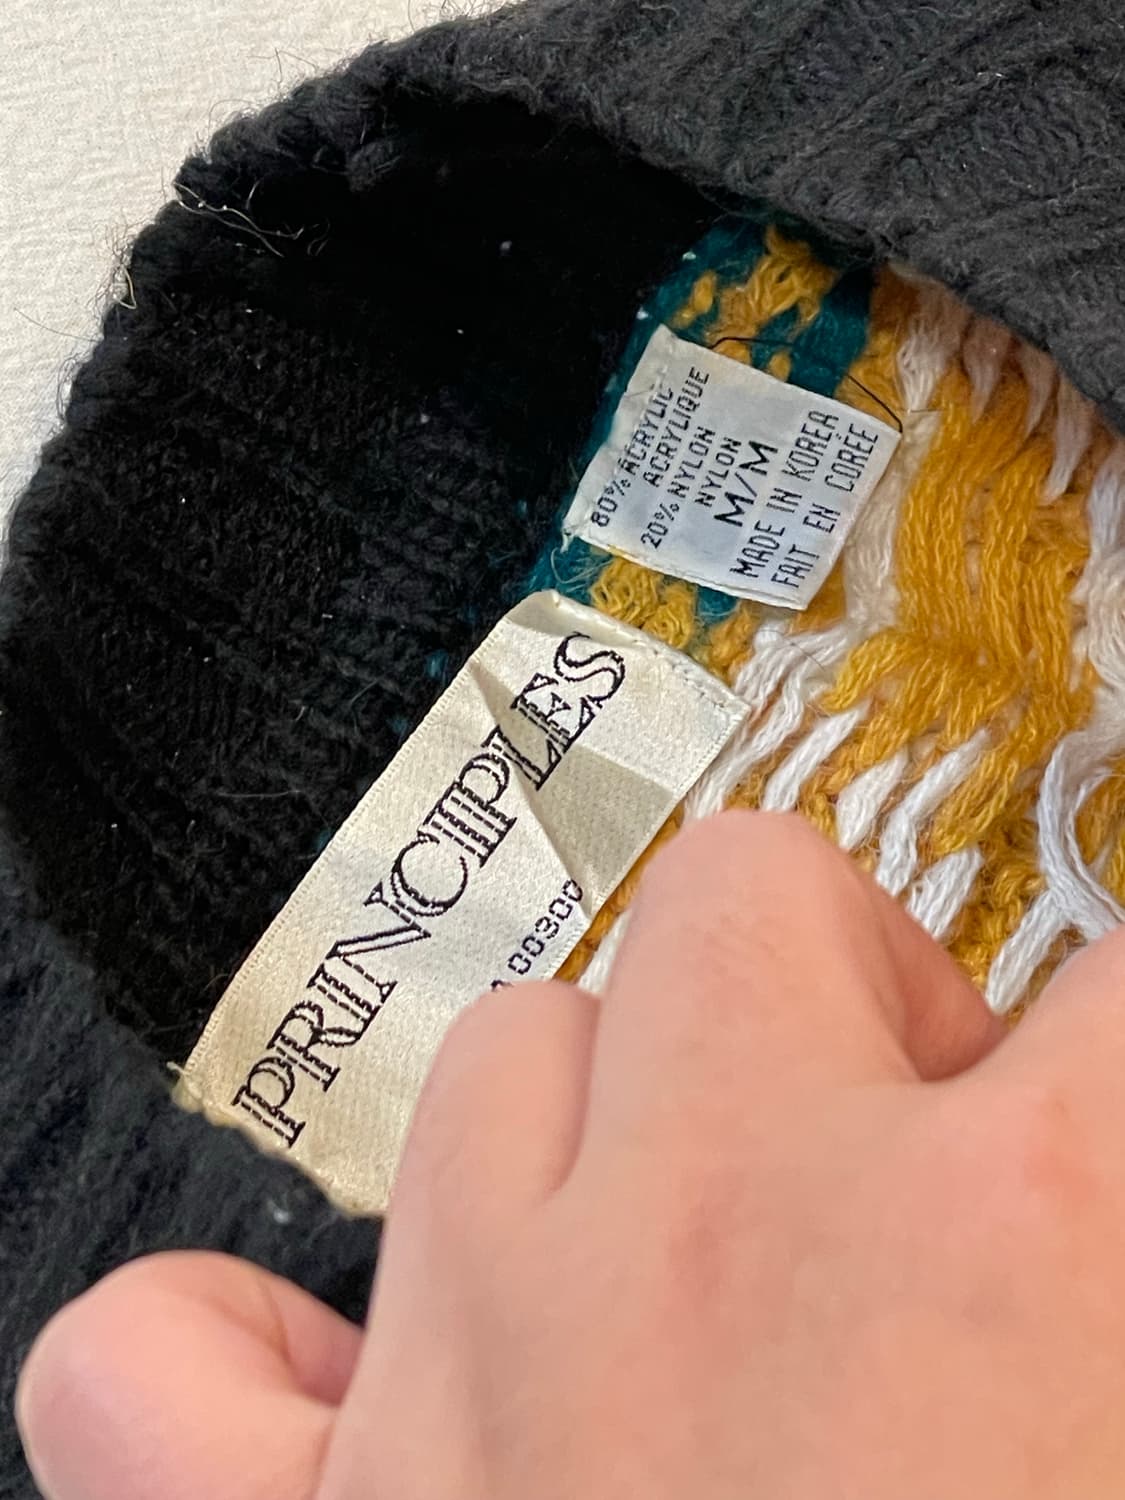 80% ACRYLIC
ACRYLIQUE
20% NYLON
NYLON
M/M
MADE IN KOREA
FAIT EN CORÉE
PRINCIPLES
00300